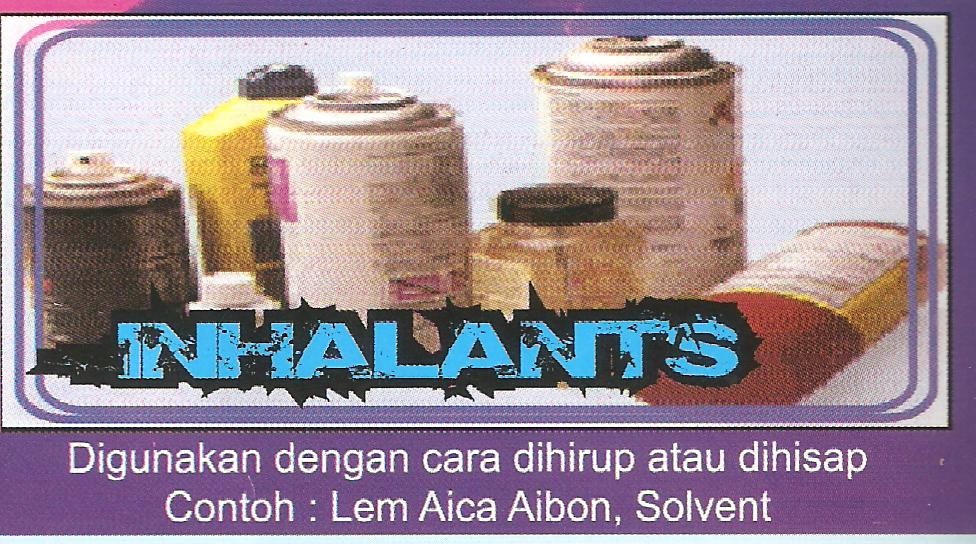 INHALANTS
Digunakan dengan cara dihirup atau dihisap
Contoh : Lem Aica Aibon, Solvent